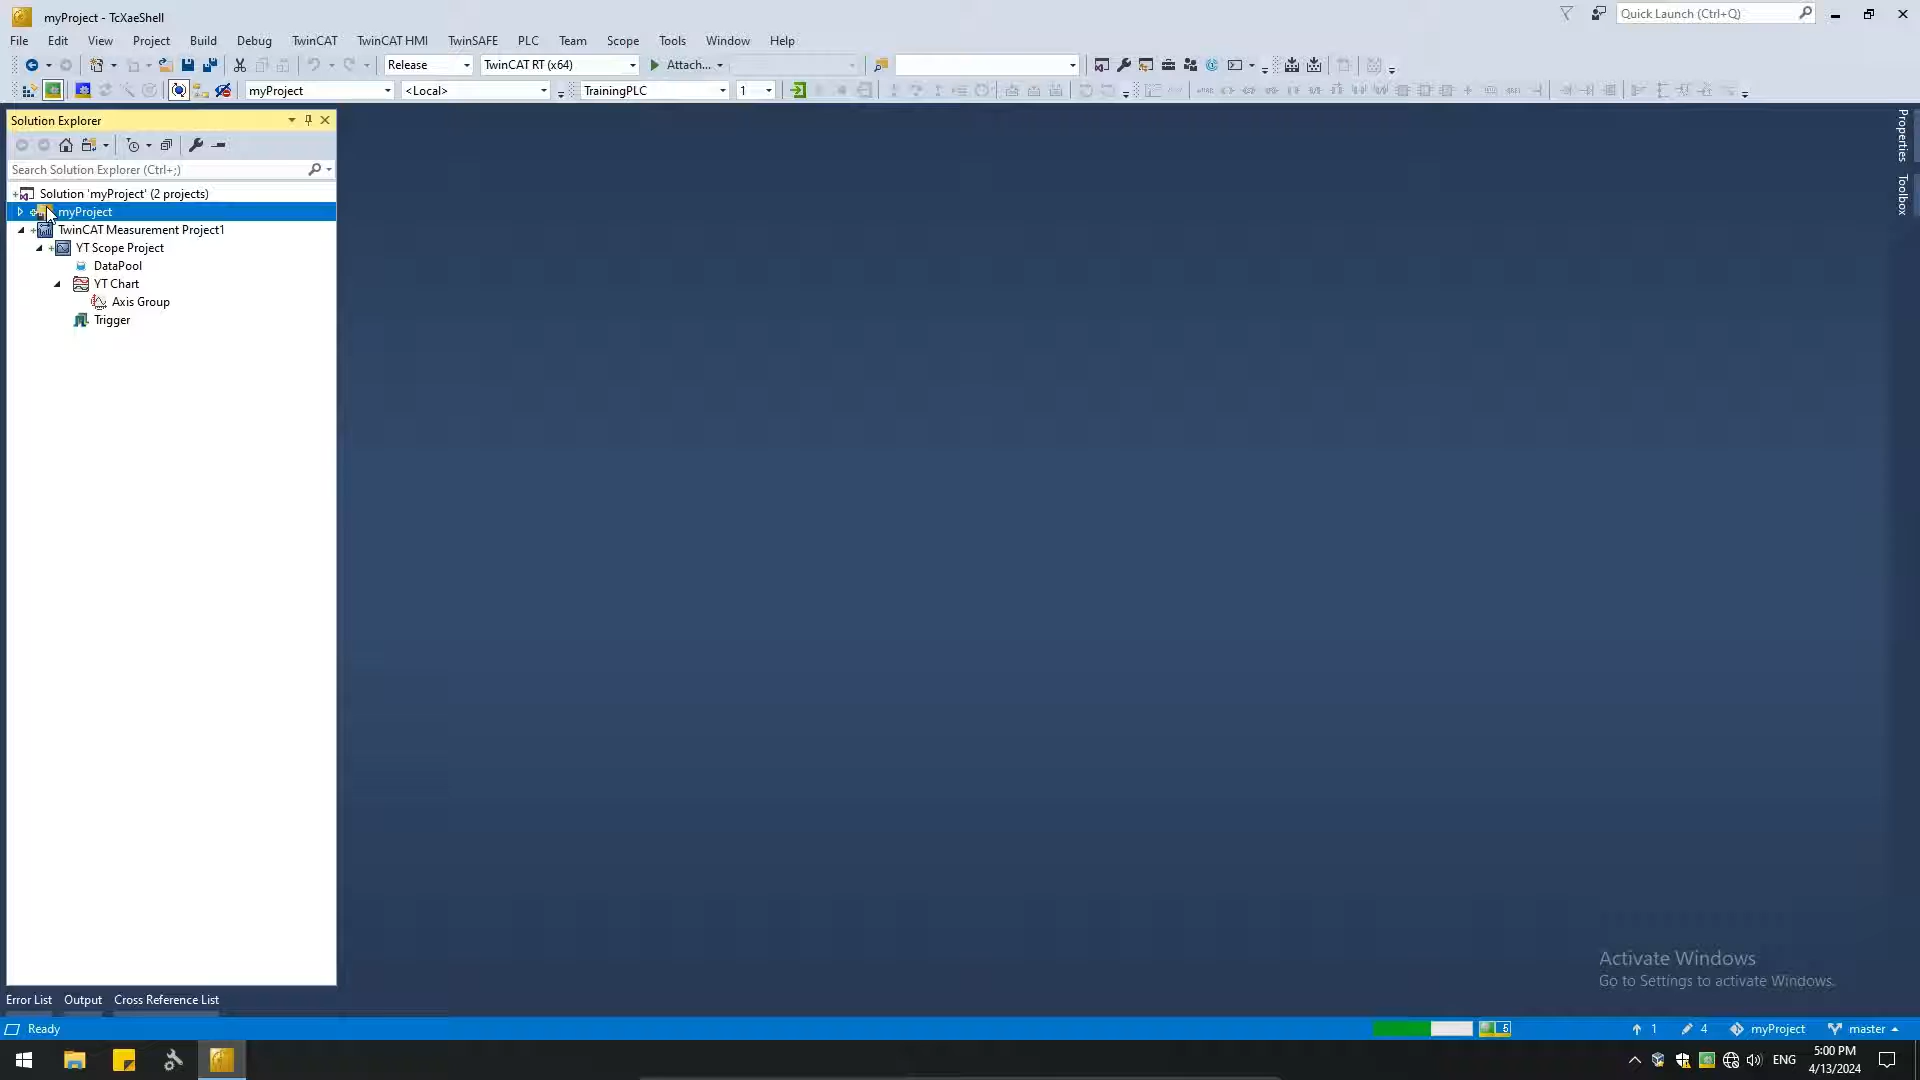 myProject - TcXaeShell
Quick Launch (Ctrl+Q)
File Edit View Project Build Debug TwinCAT TwinCAT HMI TwinSAFE PLC Team Scope Tools Window Help
Release TwinCAT RT (x64) Attach...
myProject <Local> TrainingPLC 1
Solution Explorer
Search Solution Explorer (Ctrl+;)
Solution 'myProject' (2 projects)
myProject
TwinCAT Measurement Project1
YT Scope Project
DataPool
YT Chart
Axis Group
Trigger
Properties
Toolbox
Activate Windows
Go to Settings to activate Windows.
Error List Output Cross Reference List
Ready 5 1 4 myProject master
ENG 5:00 PM
4/13/2024